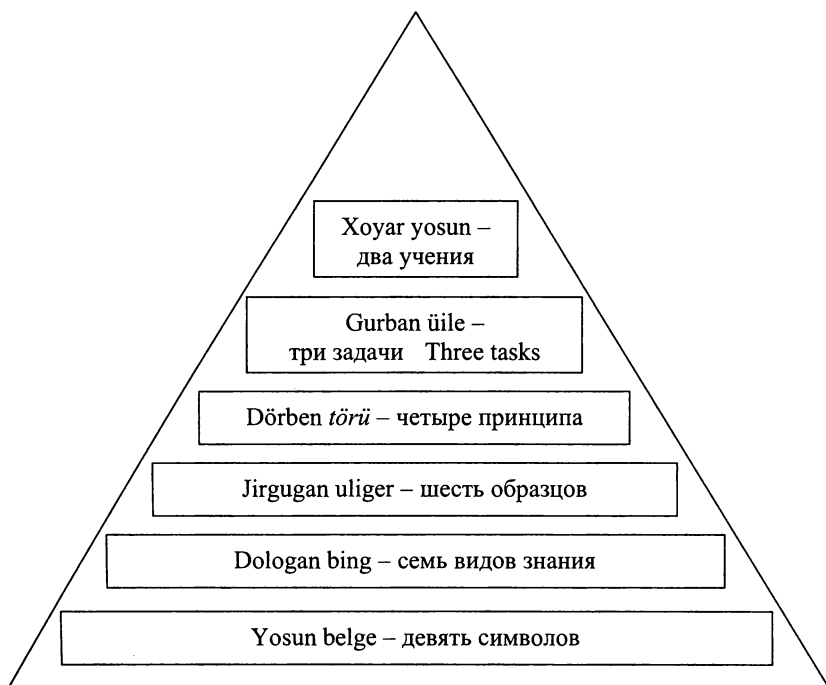 Xoyar yosun –
два учения
Gurban üile –
три задачи Three tasks
Dörben törü – четыре принципа
Jirgugan uliger – шесть образцов
Dologan bing – семь видов знания
Yosun belge – девять символов